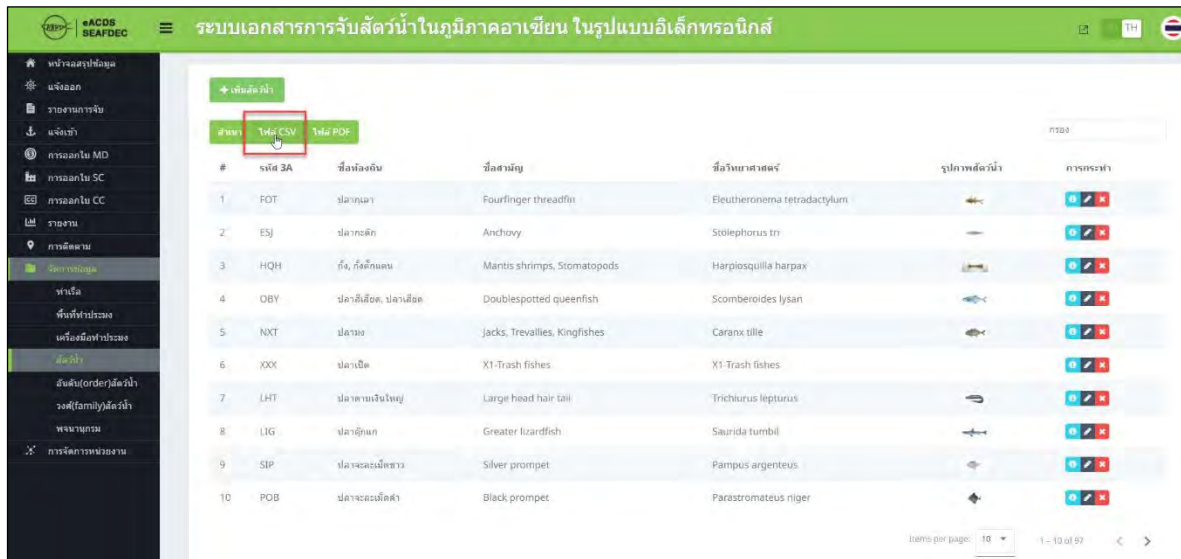 eACDS
SEAFDEC
ระบบเอกสารการจับสัตว์น้ำในภูมิภาคอาเซียน ในรูปแบบอิเล็กทรอนิกส์
TH
หน้าจอสรุปข้อมูล
แจ้งออก
รายงานการจับ
แจ้งเข้า
การออกใบ MD
การออกใบ SC
การออกใบ CC
รายงาน
การติดตาม
จัดการข้อมูล
ท่าเรือ
พื้นที่ทำประมง
เครื่องมือทำประมง
สัตว์น้ำ
อันดับ(order)สัตว์น้ำ
วงศ์(family)สัตว์น้ำ
พจนานุกรม
การจัดการหน่วยงาน
+ เพิ่มสัตว์น้ำ
สำเนา ไฟล์ CSV ไฟล์ PDF กรอง
# รหัส 3A ชื่อท้องถิ่น ชื่อสามัญ ชื่อวิทยาศาสตร์ รูปภาพสัตว์น้ำ การกระทำ
1 FOT ปลากุเลา Fourfinger threadfin Eleutheronema tetradactylum
2 ESJ ปลากะตัก Anchovy Stolephorus tri
3 HQH กั้ง, กั้งตั๊กแตน Mantis shrimps, Stomatopods Harpiosquilla harpax
4 OBY ปลาสีเสียด, ปลาเสียด Doublespotted queenfish Scomberoides lysan
5 NXT ปลามง Jacks, Trevallies, Kingfishes Caranx tille
6 XXX ปลาเป็ด X1-Trash fishes X1-Trash fishes
7 LHT ปลาดาบเงินใหญ่ Large head hair tail Trichiurus lepturus
8 LIG ปลาตุ๊กแก Greater lizardfish Saurida tumbil
9 SIP ปลาจะละเม็ดขาว Silver prompet Pampus argenteus
10 POB ปลาจะละเม็ดดำ Black prompet Parastromateus niger
Items per page: 10 1 – 10 of 97